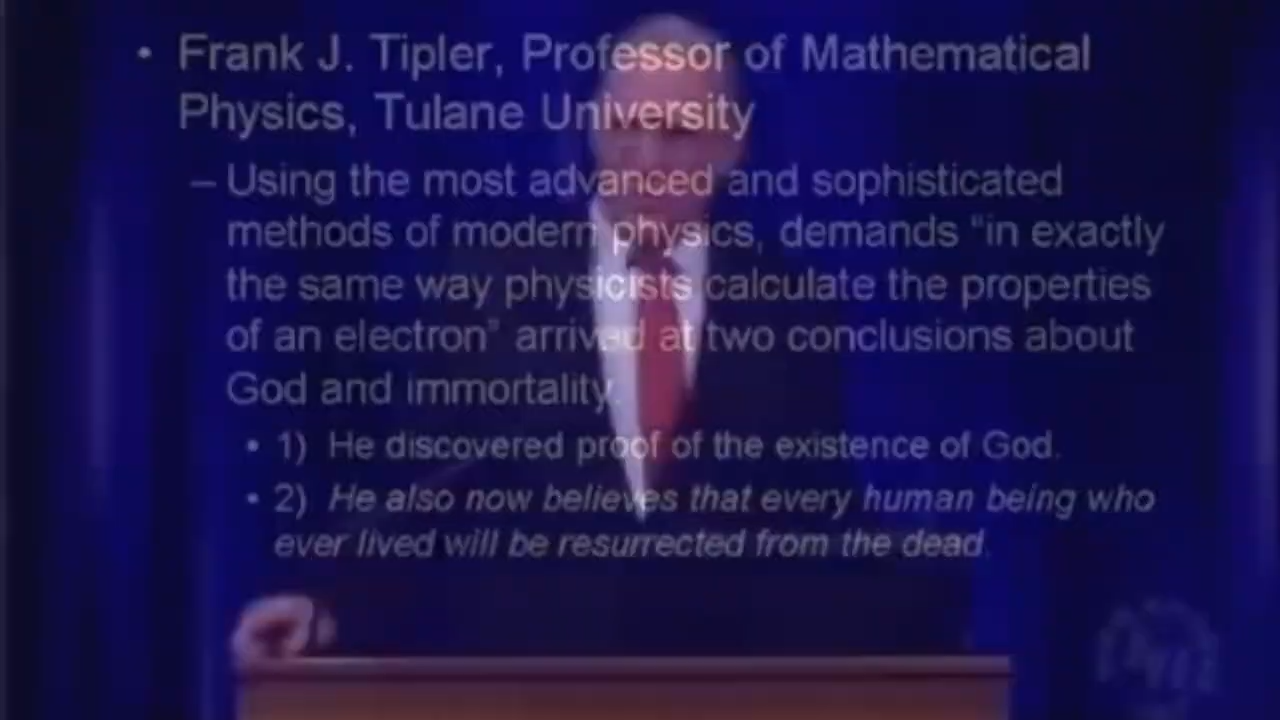 • Frank J. Tipler, Professor of Mathematical
Physics, Tulane University
– Using the most advanced and sophisticated
methods of modern physics, demands “in exactly
the same way physicists calculate the properties
of an electron” arrived at two conclusions about
God and immortality.
• 1) He discovered proof of the existence of God.
• 2) He also now believes that every human being who
ever lived will be resurrected from the dead.